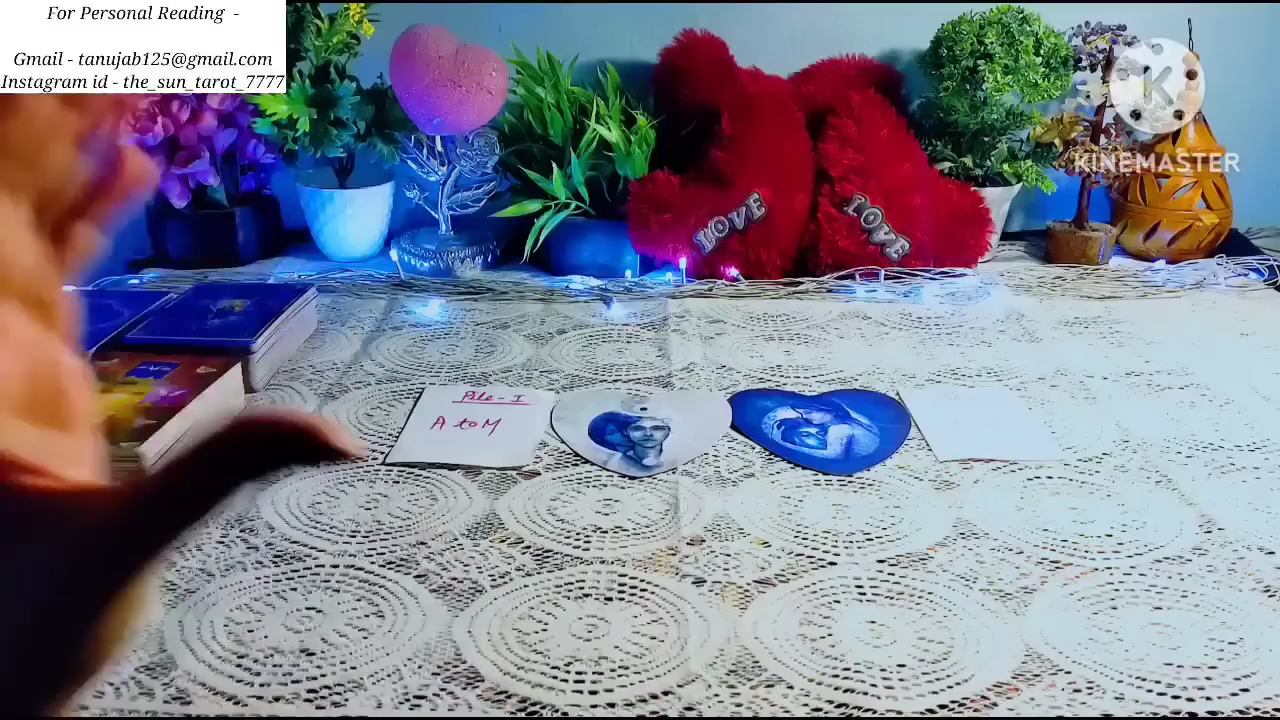 For Personal Reading -
Gmail - tanujab125@gmail.com
Instagram id - the_sun_tarot_7777
K
KINEMASTER
LOVE
LOVE
Pile - I
A to M